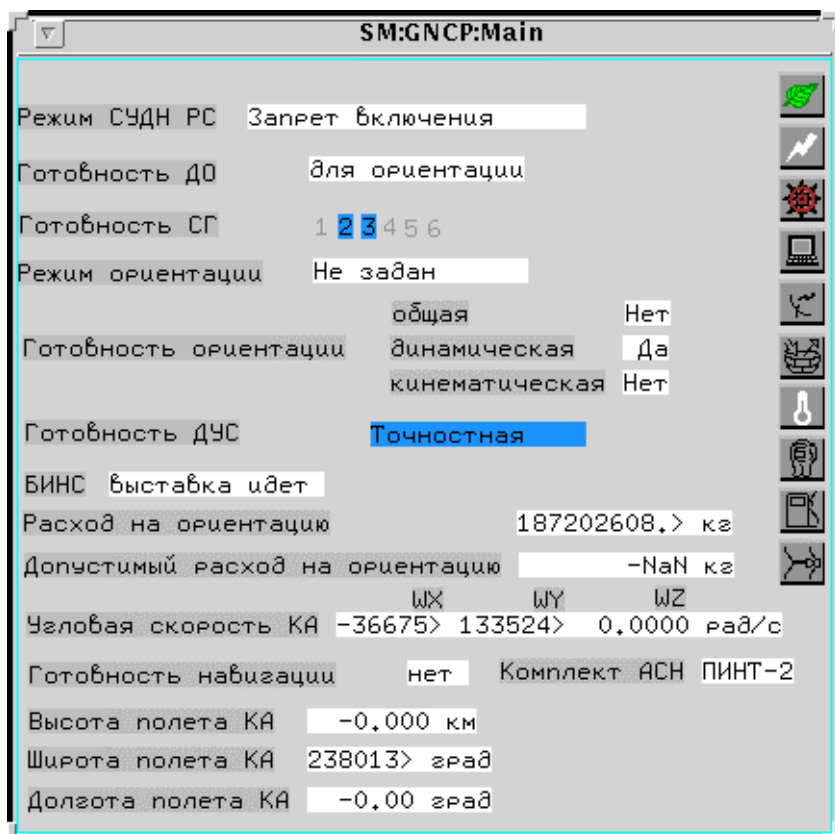 SM:GNCP:Main
Режим СУДН РС Запрет включения
Готовность ДО для ориентации
Готовность СГ 1 2 3 4 5 6
Режим ориентации Не задан
общая Нет
Готовность ориентации динамическая Да
кинематическая Нет
Готовность ДУС Точностная
БИНС выставка идет
Расход на ориентацию 187202608.> кг
Допустимый расход на ориентацию -NaN кг
WX WY WZ
Угловая скорость КА -36675> 133524> 0.0000 рад/с
Готовность навигации нет Комплект АСН ПИНТ-2
Высота полета КА -0.000 км
Широта полета КА 238013> град
Долгота полета КА -0.00 град